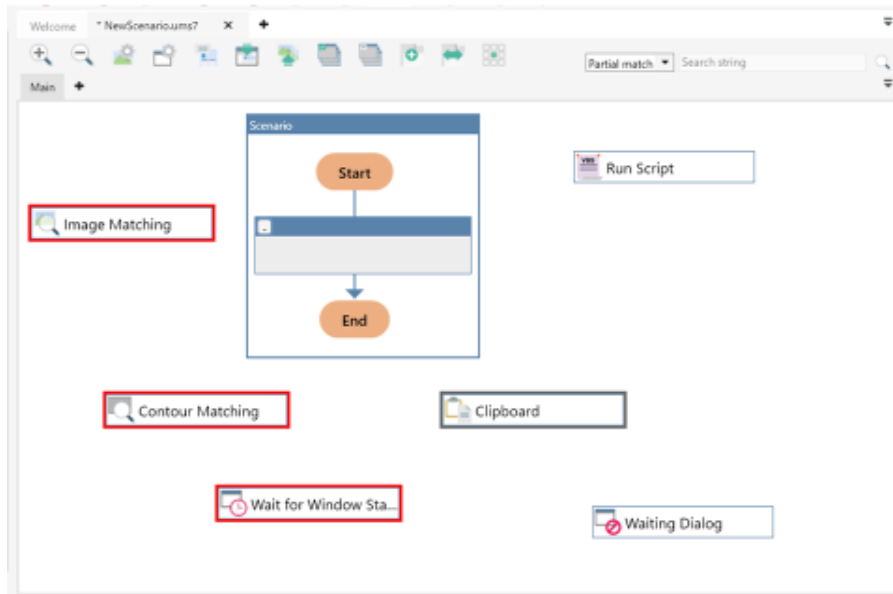 Welcome
* NewScenario.ums7
Partial match
Search string
Main
Scenario
Start
VBS
Run Script
Image Matching
End
Contour Matching
Clipboard
Wait for Window Sta...
Waiting Dialog